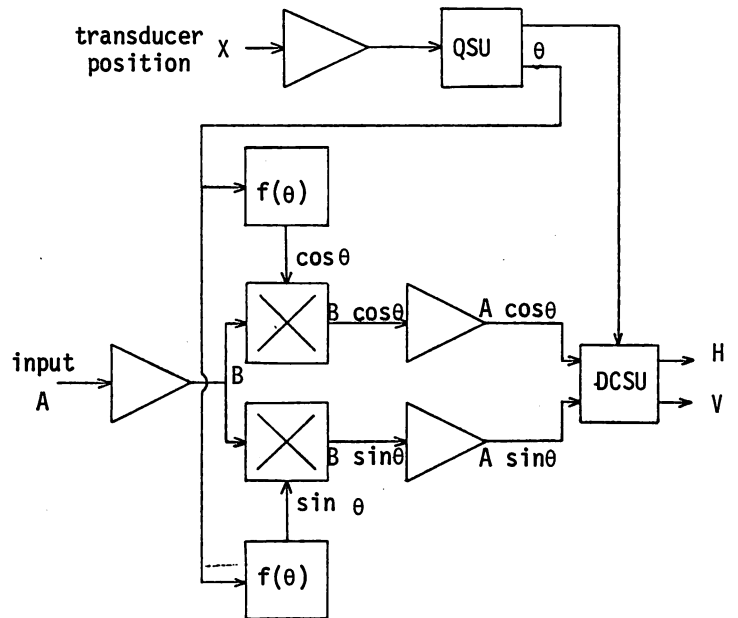 transducer
position
X
QSU
θ
f(θ)
cosθ
B cosθ
A cosθ
input
A
B
DCSU
H
V
B sinθ
A sinθ
sin θ
f(θ)